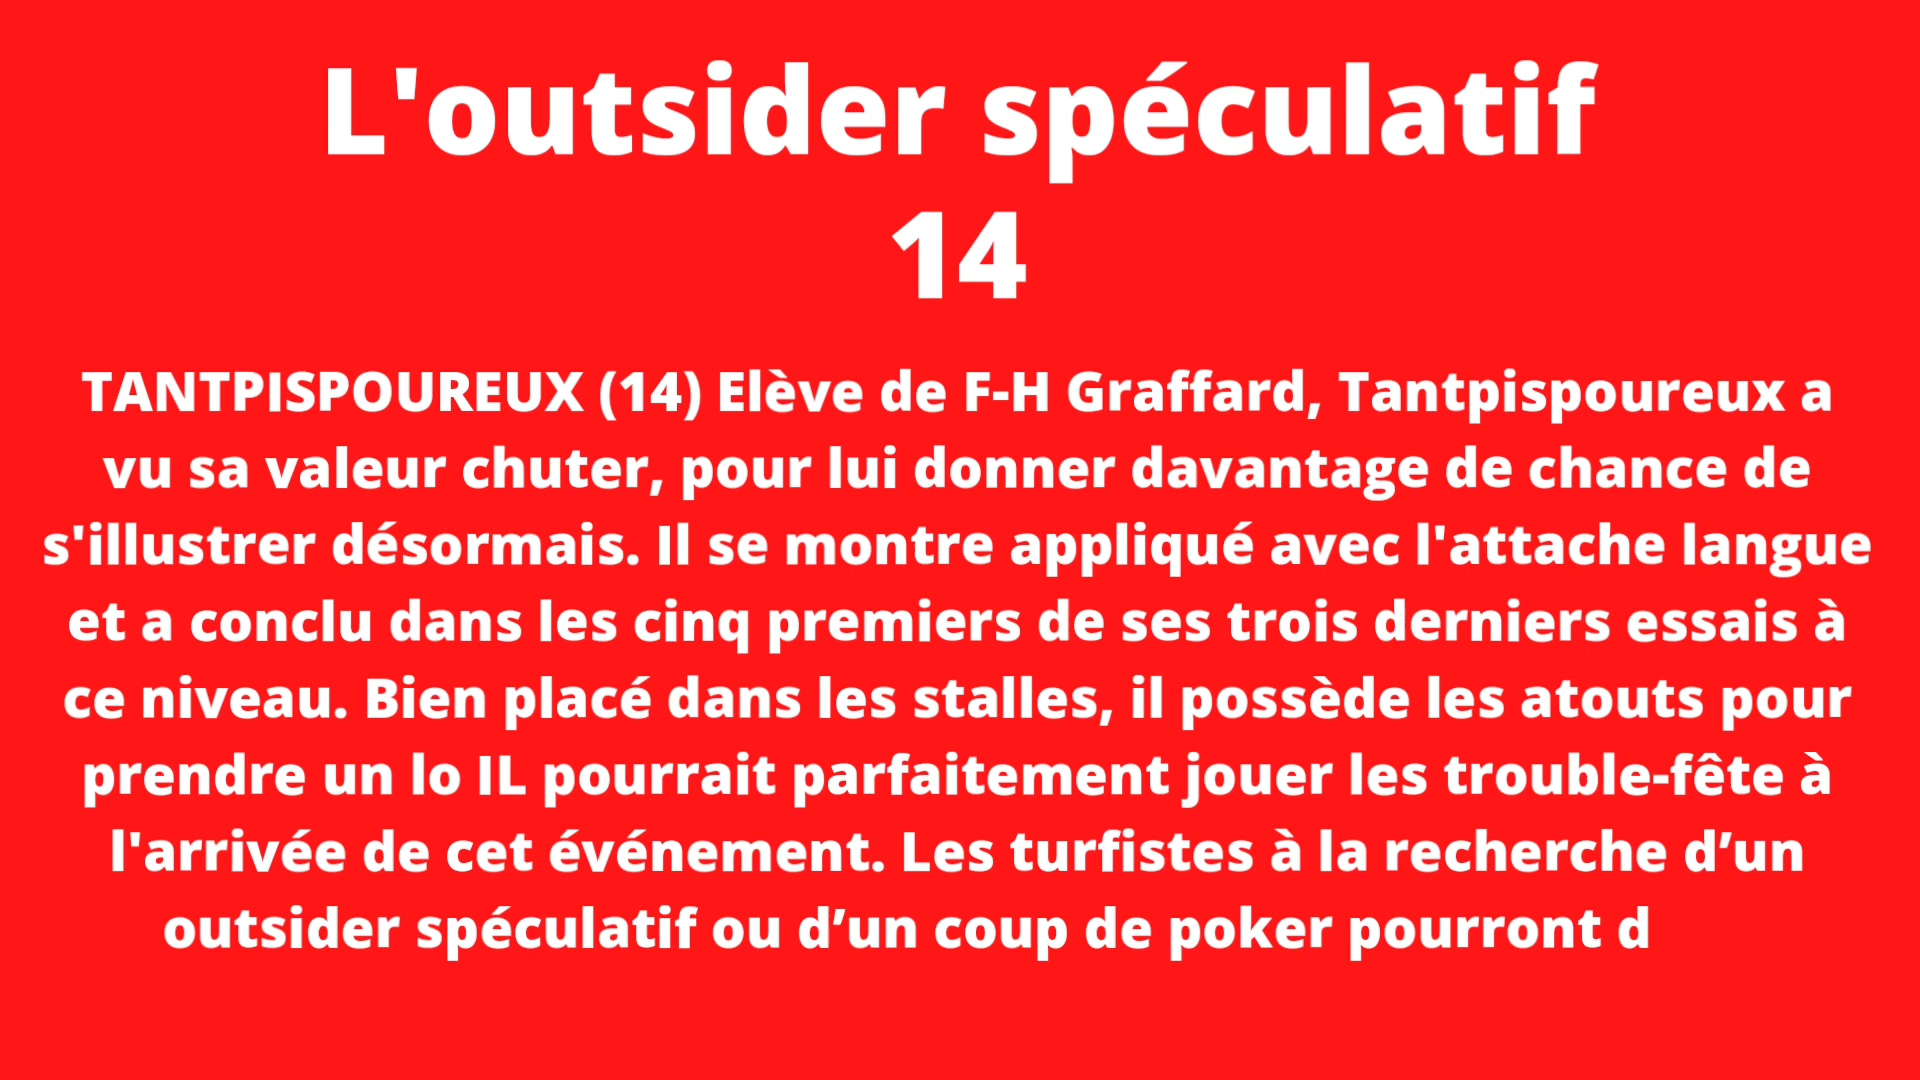 L'outsider spéculatif
14
TANTPISPOUREUX (14) Elève de F-H Graffard, Tantpispoureux a
vu sa valeur chuter, pour lui donner davantage de chance de
s'illustrer désormais. Il se montre appliqué avec l'attache langue
et a conclu dans les cinq premiers de ses trois derniers essais à
ce niveau. Bien placé dans les stalles, il possède les atouts pour
prendre un lo IL pourrait parfaitement jouer les trouble-fête à
l'arrivée de cet événement. Les turfistes à la recherche d’un
outsider spéculatif ou d’un coup de poker pourront d